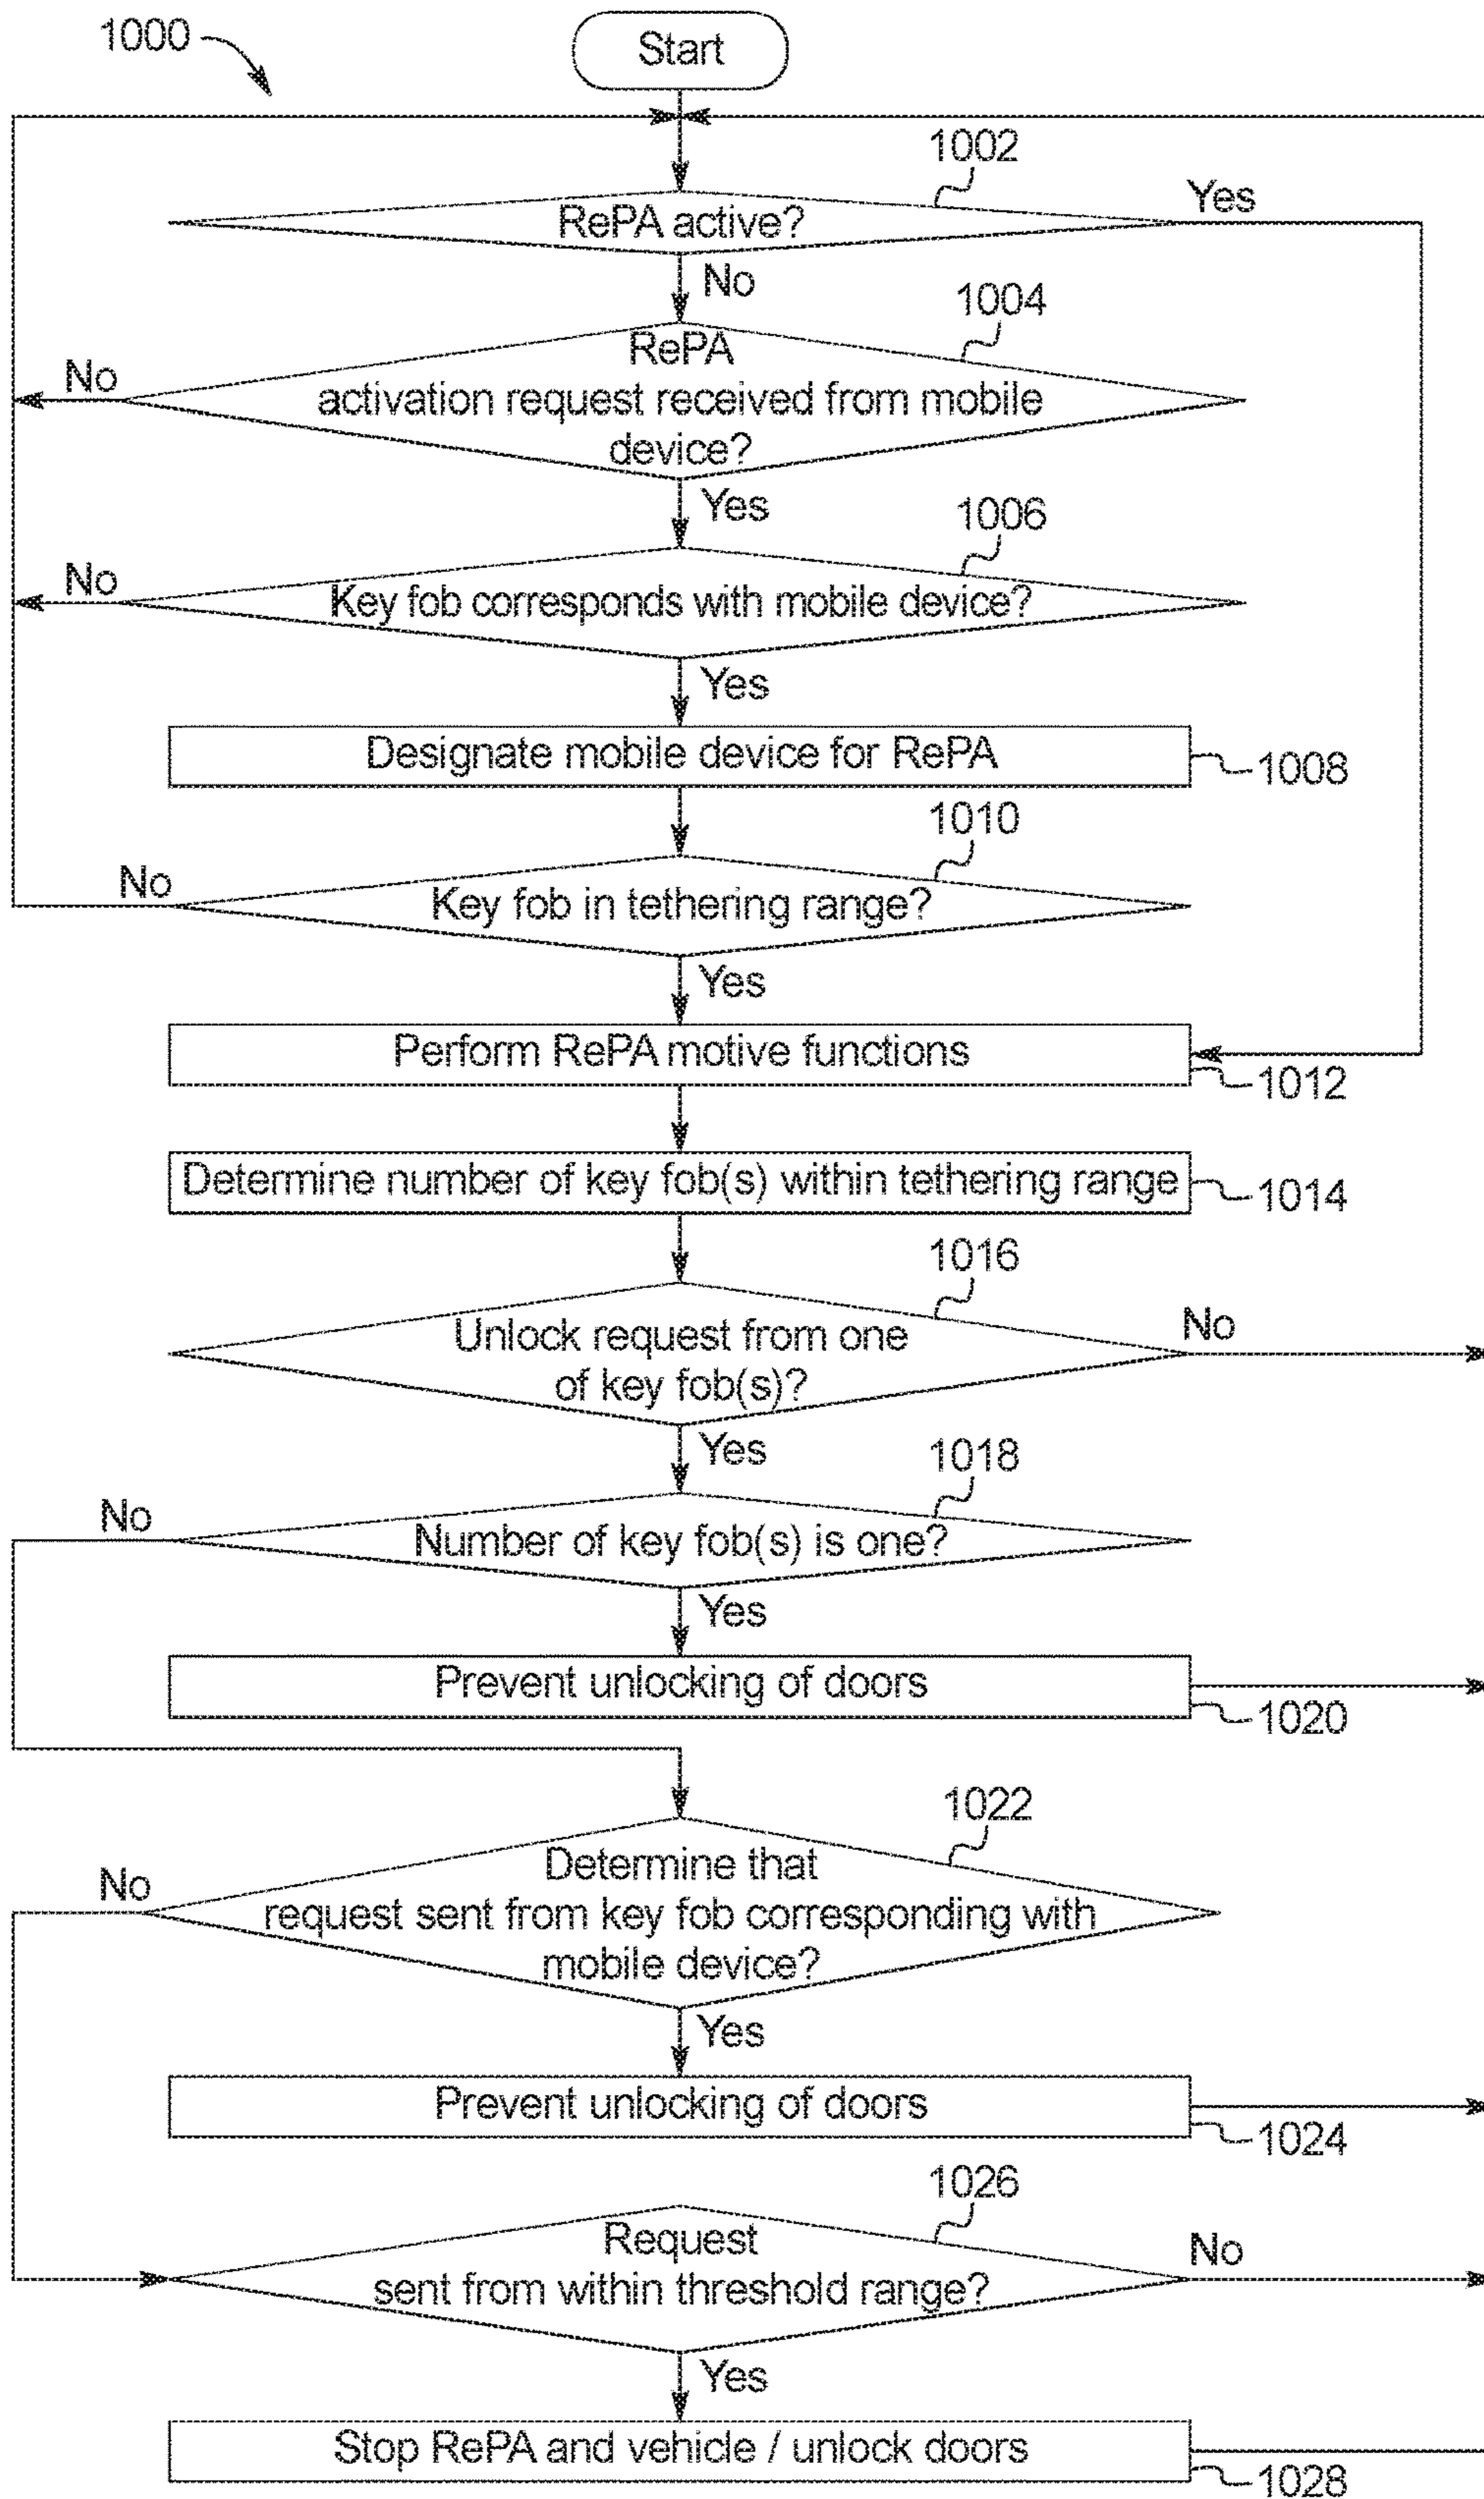 1000
Start
1002
Yes
RePA active?
No
1004
RePA
No
activation request received from mobile
device?
Yes
1006
No
Key fob corresponds with mobile device?
Yes
Designate mobile device for RePA
1008
1010
No
Key fob in tethering range?
Yes
Perform RePA motive functions
1012
Determine number of key fob(s) within tethering range
1014
1016
No
Unlock request from one
of key fob(s)?
Yes
1018
No
Number of key fob(s) is one?
Yes
Prevent unlocking of doors
1020
1022
Determine that
No
request sent from key fob corresponding with
mobile device?
Yes
Prevent unlocking of doors
1024
1026
Request
No
sent from within threshold range?
Yes
Stop RePA and vehicle / unlock doors
1028